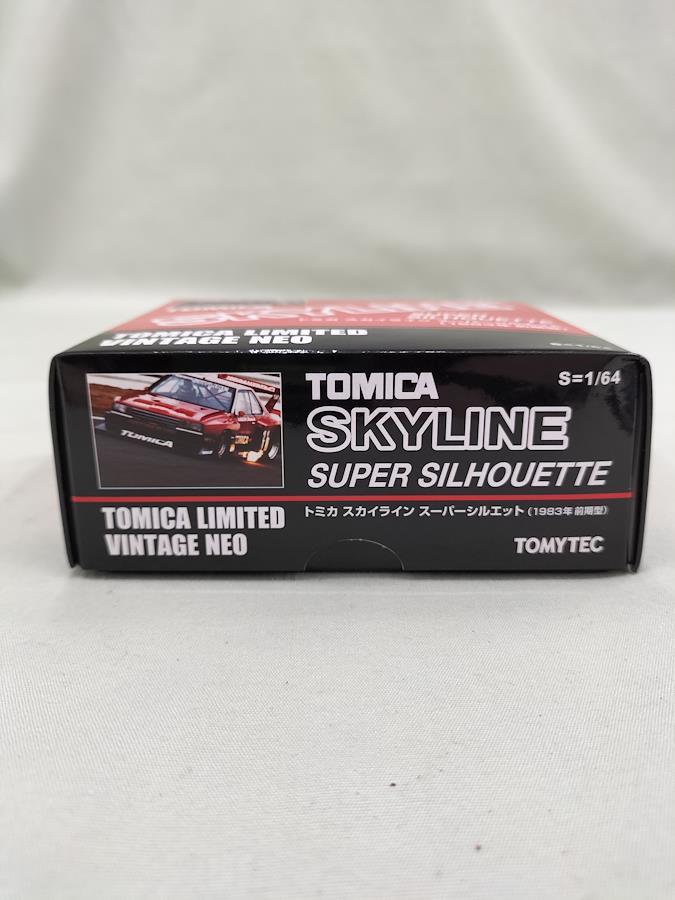 TOMICA LIMITED
VINTAGE NEO
TOMICA
S=1/64
SKYLINE
SUPER SILHOUETTE
TOMICA
TOMICA LIMITED
VINTAGE NEO
トミカ スカイライン スーパーシルエット (1983年 前期型)
TOMYTEC